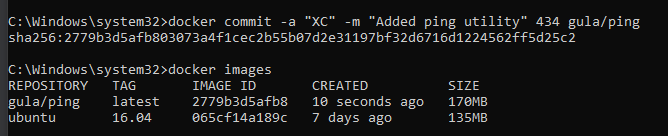 C:\Windows\system32>docker commit -a "XC" -m "Added ping utility" 434 gula/ping
sha256:2779b3d5afb803073a4f1cec2b55b07d2e31197bf32d6716d1224562ff5d25c2
C:\Windows\system32>docker images
REPOSITORY TAG IMAGE ID CREATED SIZE
gula/ping latest 2779b3d5afb8 10 seconds ago 170MB
ubuntu 16.04 065cf14a189c 7 days ago 135MB